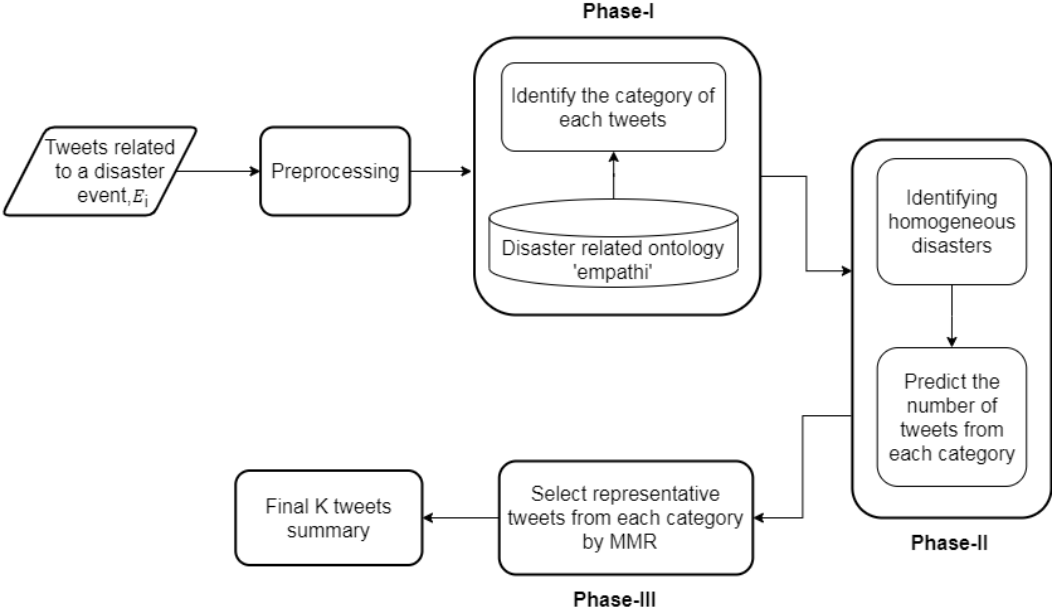 Phase-I
Tweets related
to a disaster
event,Ei
Preprocessing
Identify the category of
each tweets
Disaster related ontology
'empathi'
Identifying
homogeneous
disasters
Predict the
number of
tweets from
each category
Phase-II
Select representative
tweets from each category
by MMR
Phase-III
Final K tweets
summary